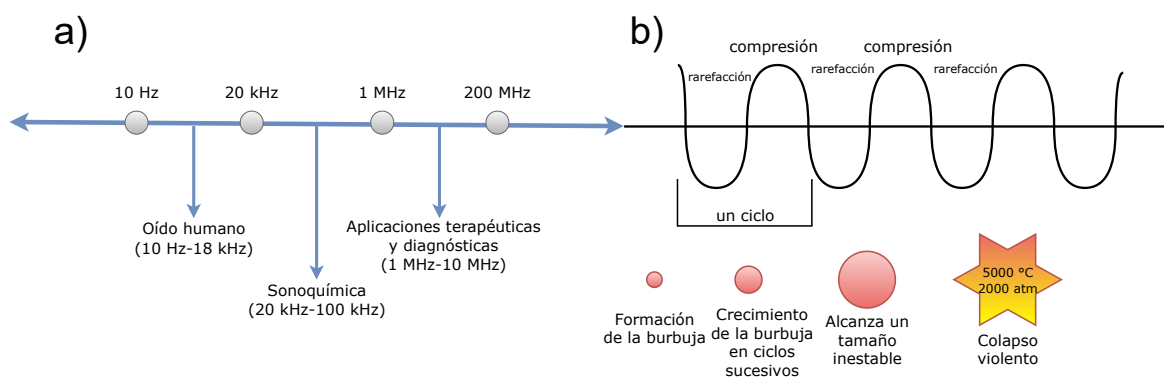 a)
10 Hz
20 kHz
1 MHz
200 MHz
Oído humano
(10 Hz-18 kHz)
Sonoquímica
(20 kHz-100 kHz)
Aplicaciones terapéuticas
y diagnósticas
(1 MHz-10 MHz)
b)
compresión
compresión
rarefacción
rarefacción
rarefacción
un ciclo
Formación
de la burbuja
Crecimiento
de la burbuja
en ciclos
sucesivos
Alcanza un
tamaño
inestable
5000 °C
2000 atm
Colapso
violento